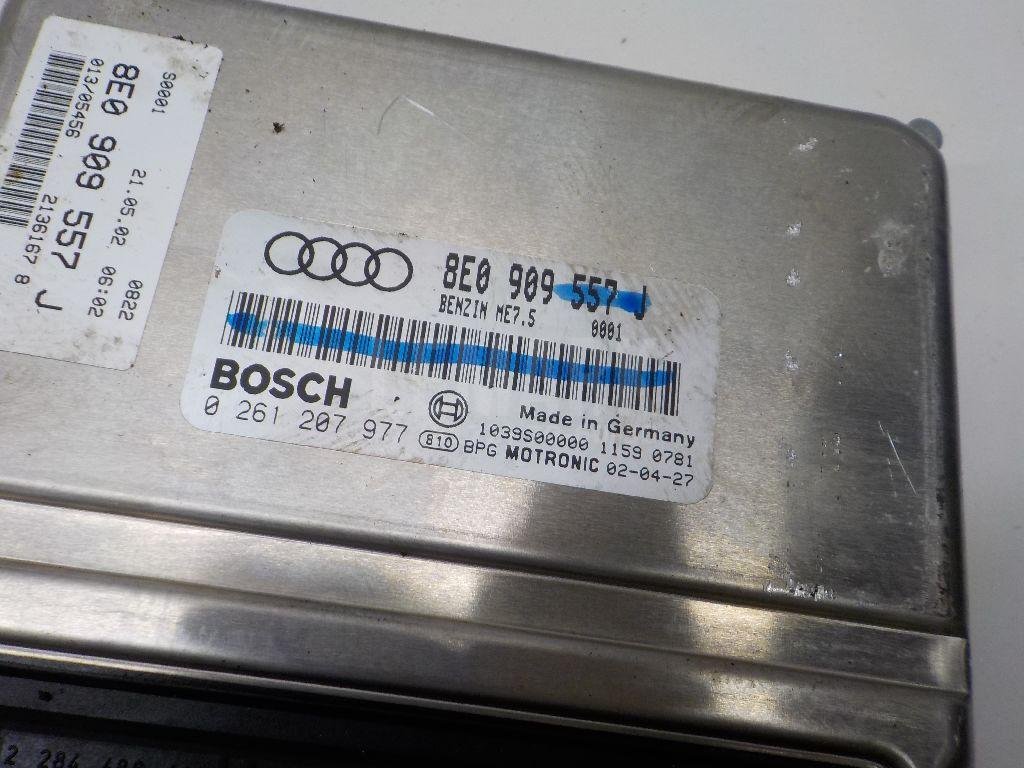 S0001 21.05.02 0822
8E0 909 557 J
013/05456 06:02
2136167 8
8E0 909 557 J
BENZIN ME7.5 0001
BOSCH
0 261 207 977
Made in Germany
1039S00000 1159 0781
810 BPG MOTRONIC 02-04-27
2 284